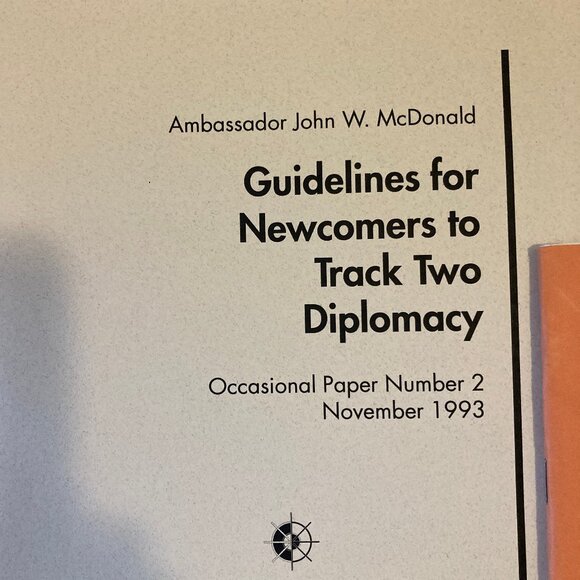 Ambassador John W. McDonald
Guidelines for
Newcomers to
Track Two
Diplomacy
Occasional Paper Number 2
November 1993